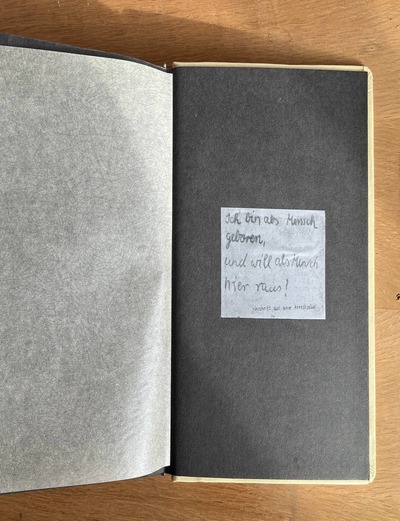 Ich bin als Mensch
geboren,
und will als Mensch
hier raus!